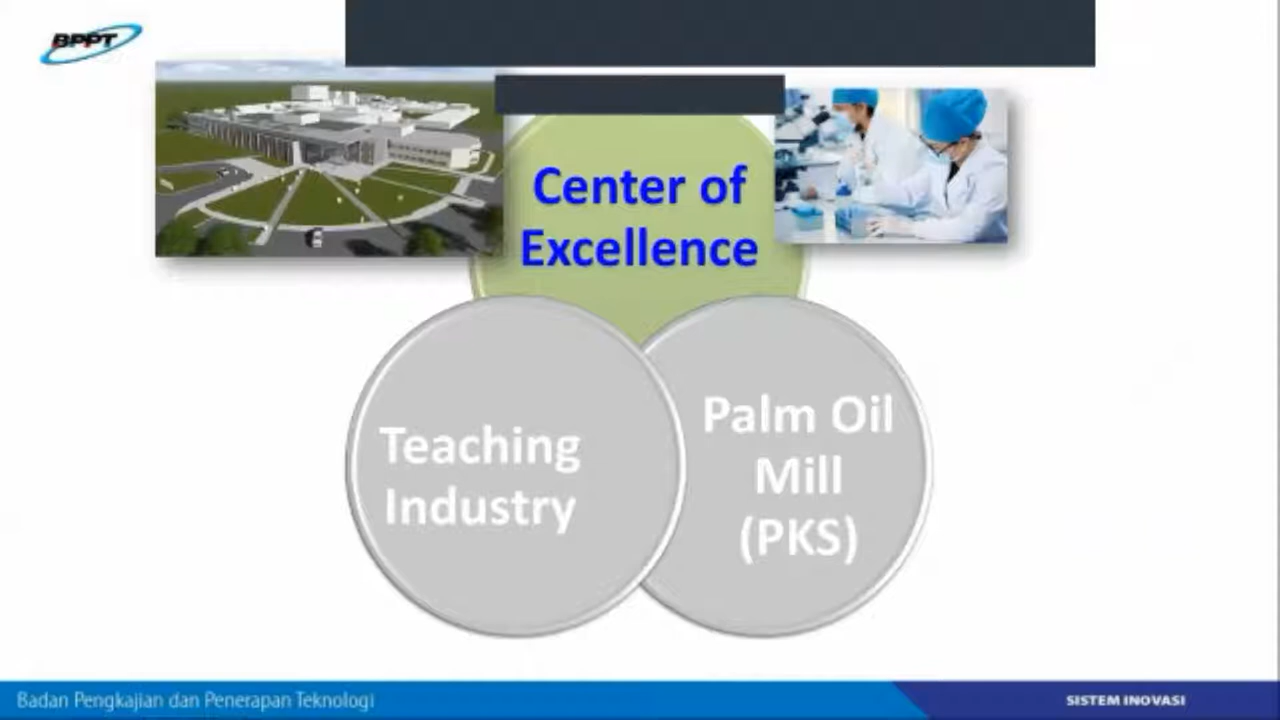 BPPT
Center of
Excellence
Teaching
Industry
Palm Oil
Mill
(PKS)
Badan Pengkajian dan Penerapan Teknologi
SISTEM INOVASI